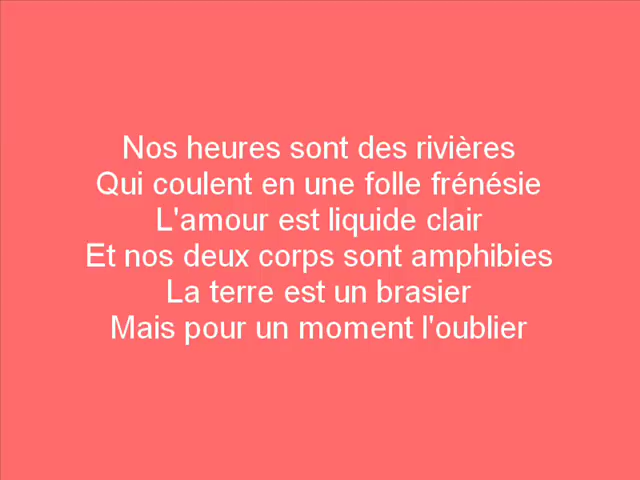 Nos heures sont des rivières
Qui coulent en une folle frénésie
L'amour est liquide clair
Et nos deux corps sont amphibies
La terre est un brasier
Mais pour un moment l'oublier